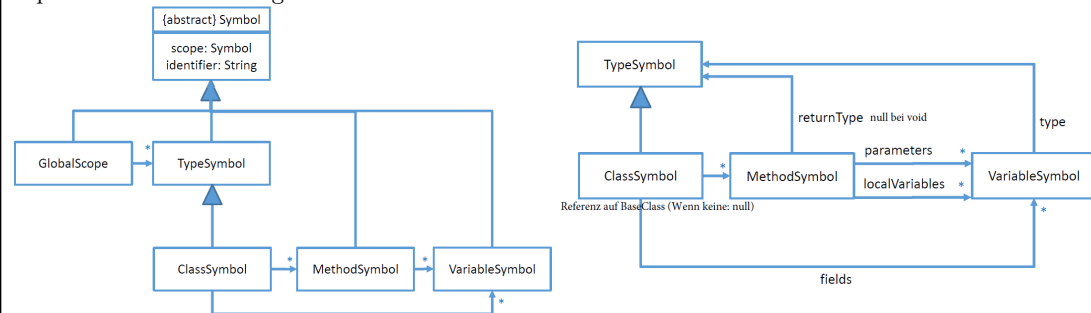 {abstract} Symbol
scope: Symbol
identifier: String
GlobalScope
*
TypeSymbol
ClassSymbol
*
MethodSymbol
*
VariableSymbol
*
TypeSymbol
returnType null bei void
type
ClassSymbol
*
MethodSymbol
parameters
*
localVariables
*
VariableSymbol
Referenz auf BaseClass (Wenn keine: null)
*
fields